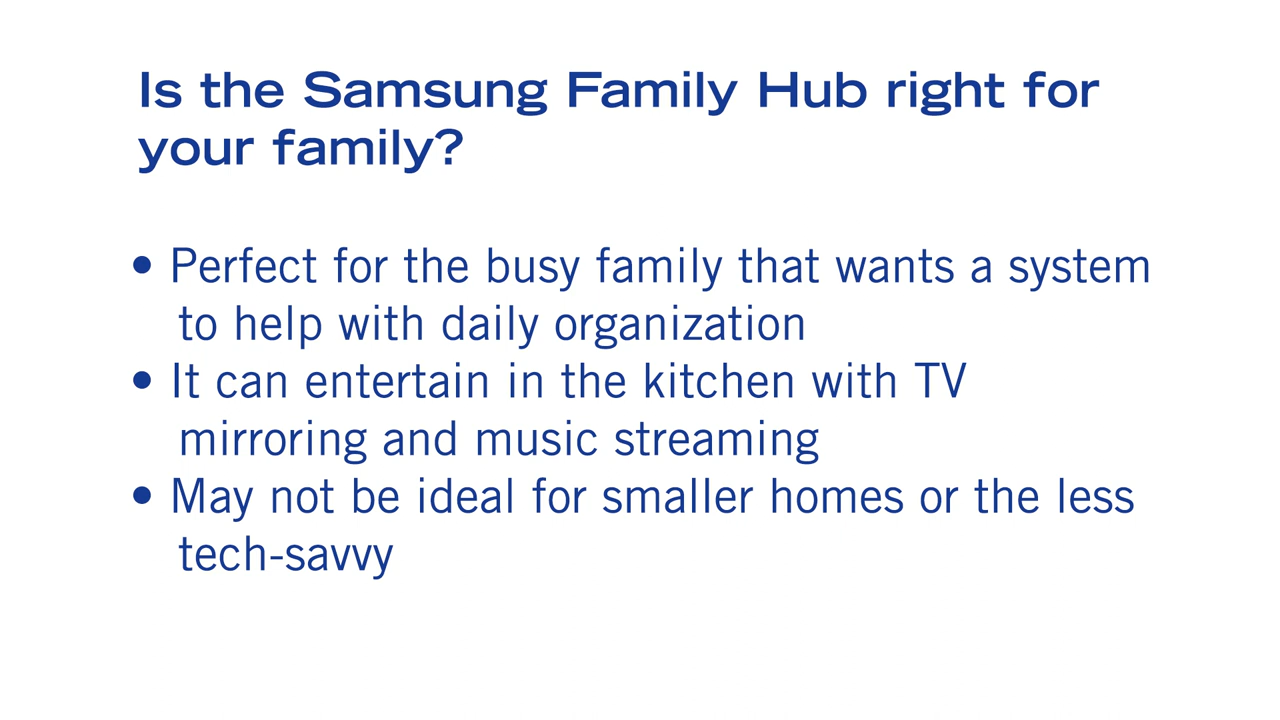 Is the Samsung Family Hub right for
your family?
• Perfect for the busy family that wants a system
to help with daily organization
• It can entertain in the kitchen with TV
mirroring and music streaming
• May not be ideal for smaller homes or the less
tech-savvy